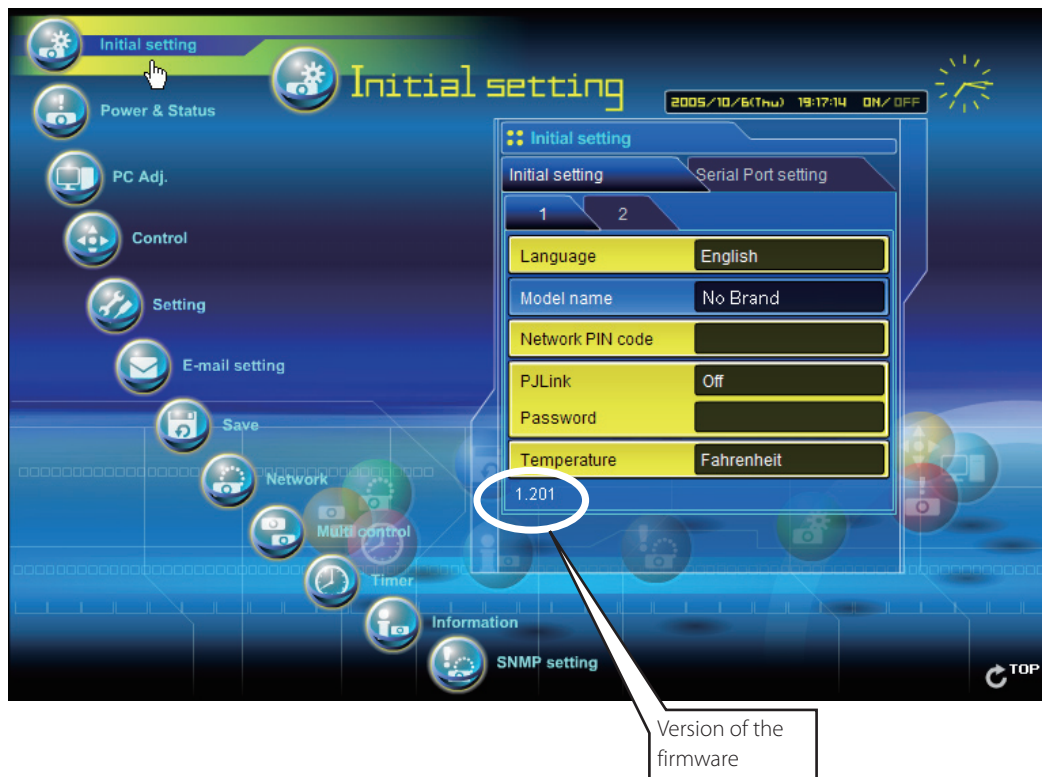 Initial setting
Initial setting
2005/10/6(Thu) 19:17:14 ON/OFF
Power & Status
Initial setting
PC Adj.
Initial setting Serial Port setting
1 2
Control
Language English
Setting
Model name No Brand
Network PIN code
E-mail setting
PJLink Off
Save
Password
Temperature Fahrenheit
Network
1.201
Multi control
Timer
Information
SNMP setting
TOP
Version of the
firmware